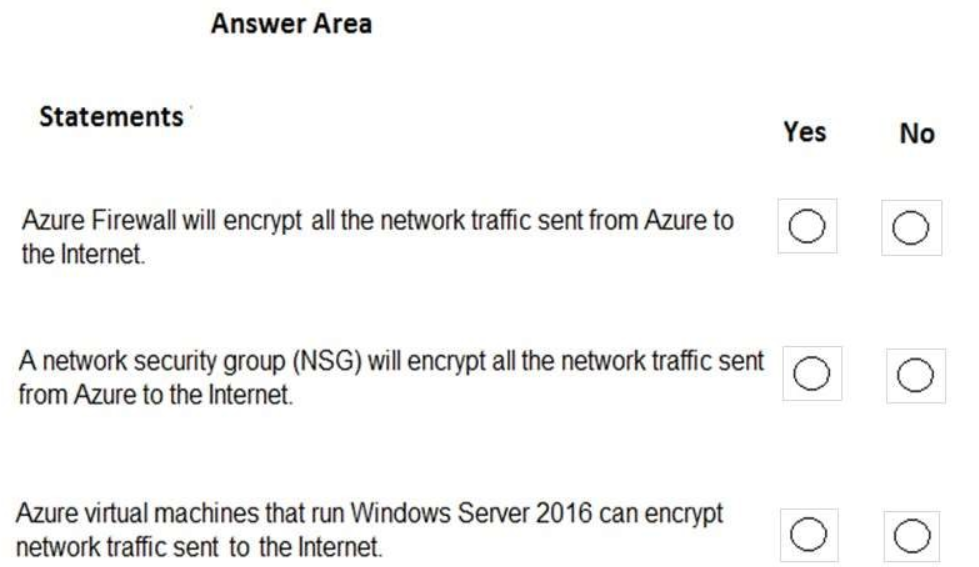 Answer Area
Statements
Yes No
Azure Firewall will encrypt all the network traffic sent from Azure to
the Internet.
A network security group (NSG) will encrypt all the network traffic sent
from Azure to the Internet.
Azure virtual machines that run Windows Server 2016 can encrypt
network traffic sent to the Internet.